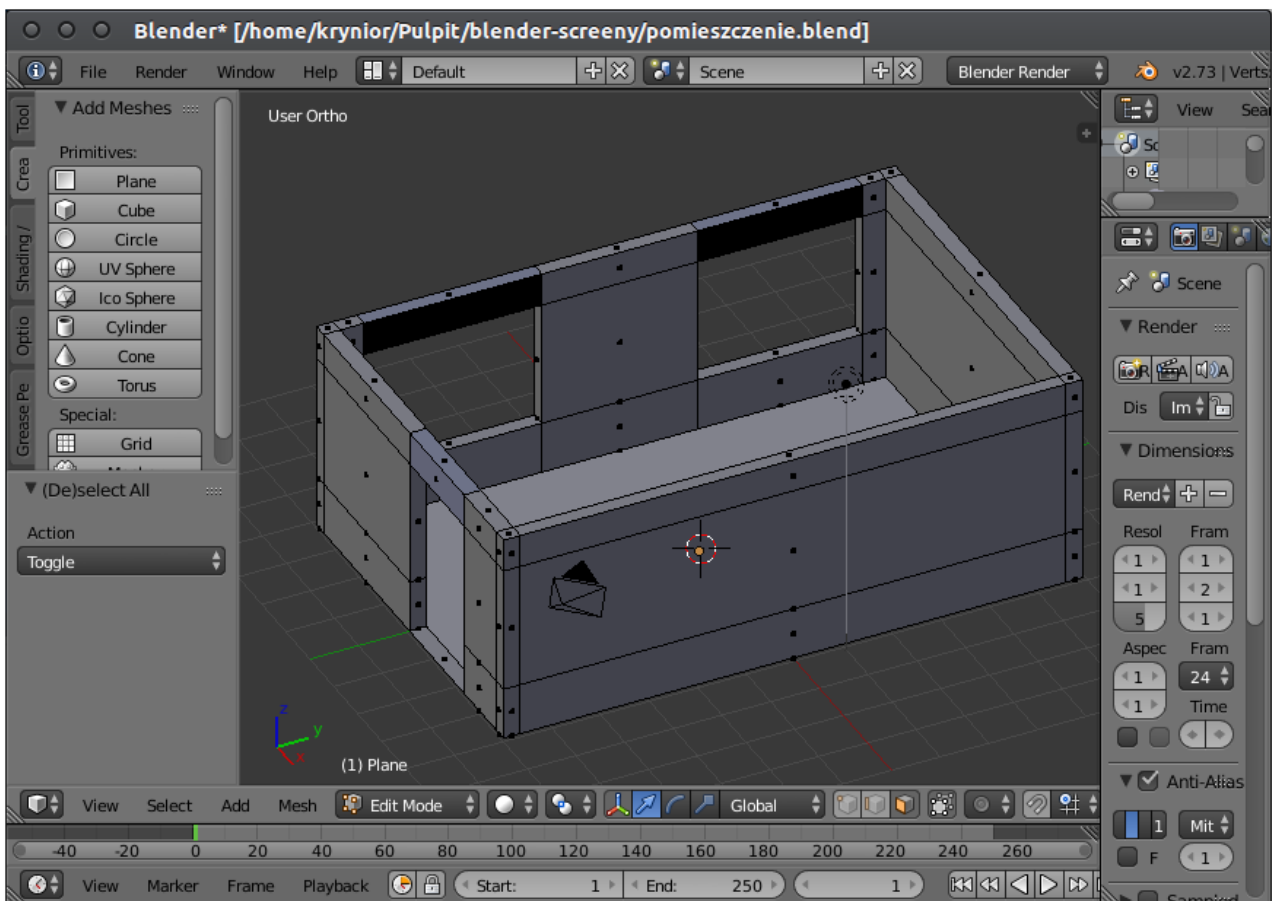 Blender* [/home/krynior/Pulpit/blender-screeny/pomieszczenie.blend]
File Render Window Help Default Scene Blender Render v2.73 | Verts:
Tool
Crea
Shading /
Optio
Grease Pe
Add Meshes
Primitives:
Plane
Cube
Circle
UV Sphere
Ico Sphere
Cylinder
Cone
Torus
Special:
Grid
(De)select All
Action
Toggle
User Ortho
z
y
x
(1) Plane
View Select Add Mesh Edit Mode Global
-40 -20 0 20 40 60 80 100 120 140 160 180 200 220 240 260
View Marker Frame Playback Start: 1 End: 250 1
View Sear
Sc
Scene
Render
R A A
Dis Im
Dimensions
Rend
Resol Fram
1 1
1 2
5 1
Aspec Fram
1 24
1 Time
Anti-Alias
1 Mit
F 1